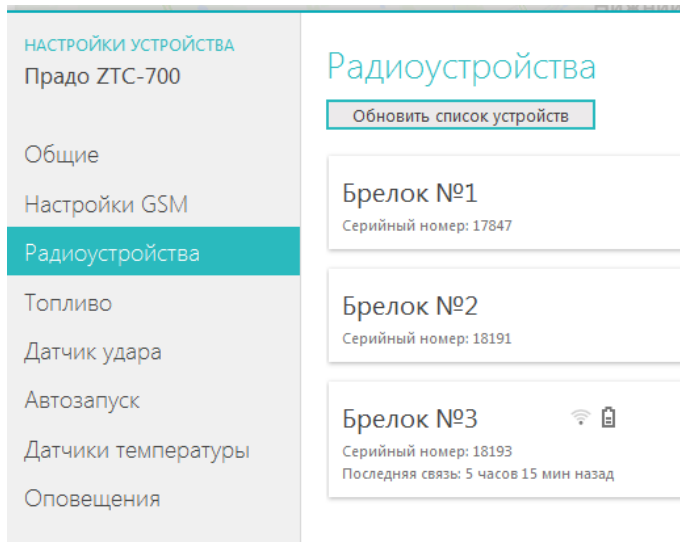 НАСТРОЙКИ УСТРОЙСТВА
Прадо ZTC-700
Общие
Настройки GSM
Радиоустройства
Топливо
Датчик удара
Автозапуск
Датчики температуры
Оповещения
Радиоустройства
Обновить список устройств
Брелок №1
Серийный номер: 17847
Брелок №2
Серийный номер: 18191
Брелок №3
Серийный номер: 18193
Последняя связь: 5 часов 15 мин назад